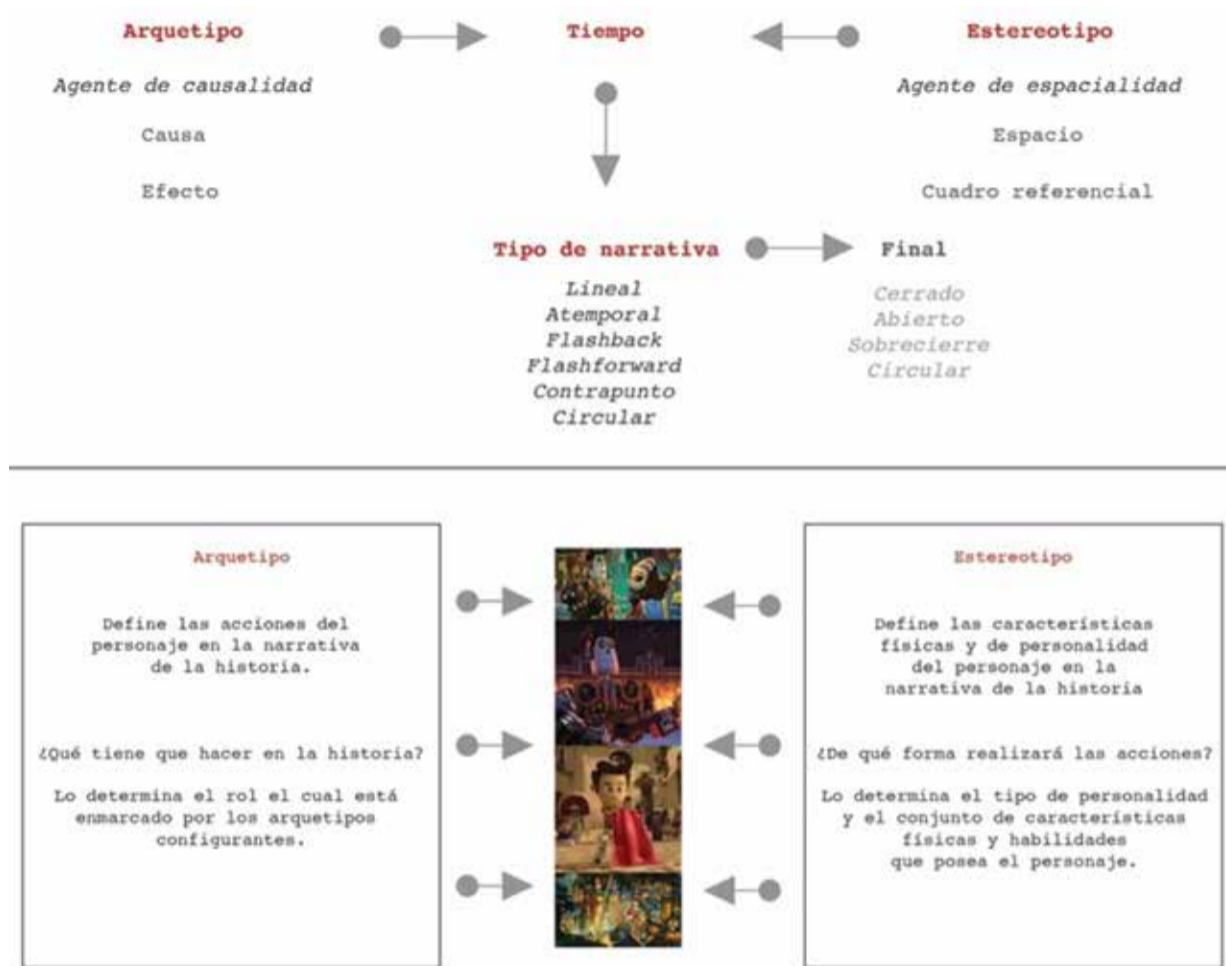 Arquetipo
Tiempo
Estereotipo
Agente de causalidad
Agente de espacialidad
Causa
Espacio
Efecto
Cuadro referencial
Tipo de narrativa
Final
Lineal
Atemporal
Flashback
Flashforward
Contrapunto
Circular
Cerrado
Abierto
Sobrecierre
Círcular
Arquetipo
Define las acciones del
personaje en la narrativa
de la historia.
¿Qué tiene que hacer en la historia?
Lo determina el rol el cual está
enmarcado por los arquetipos
configurantes.
Estereotipo
Define las características
físicas y de personalidad
del personaje en la
narrativa de la historia
¿De qué forma realizará las acciones?
Lo determina el tipo de personalidad
y el conjunto de características
físicas y habilidades
que posea el personaje.